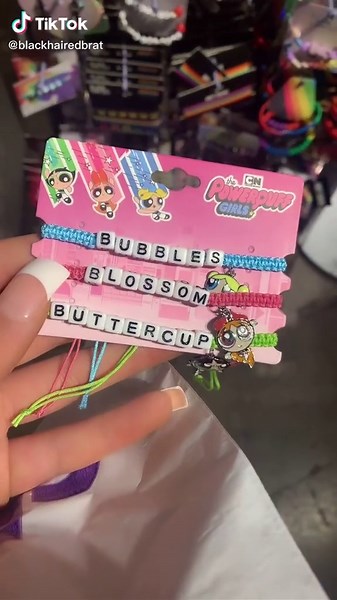 TikTok
@blackhairedbrat
CN
the
POWERPUFF
GIRLS
BUBBLES
BLOSSOM
BUTTERCUP